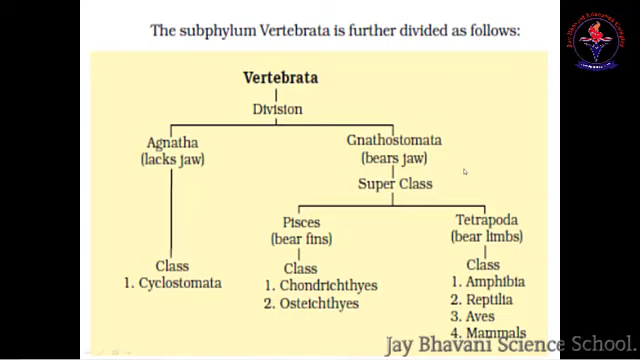 The subphylum Vertebrata is further divided as follows:
Vertebrata
Division
Agnatha
(lacks jaw)
Gnathostomata
(bears jaw)
Super Class
Pisces
(bear fins)
Tetrapoda
(bear limbs)
Class
1. Cyclostomata
Class
1. Chondrichthyes
2. Osteichthyes
Class
1. Amphibia
2. Reptilia
3. Aves
4. Mammals
Jay Bhavani Science School.